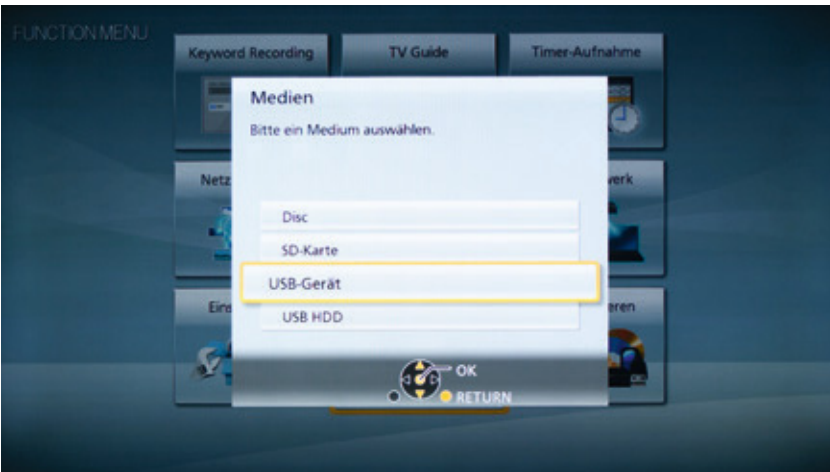 FUNCTION MENU
Keyword Recording
TV Guide
Timer-Aufnahme
Medien
Bitte ein Medium auswählen.
Netz
werk
Disc
SD-Karte
USB-Gerät
USB HDD
Eins
eren
OK
RETURN